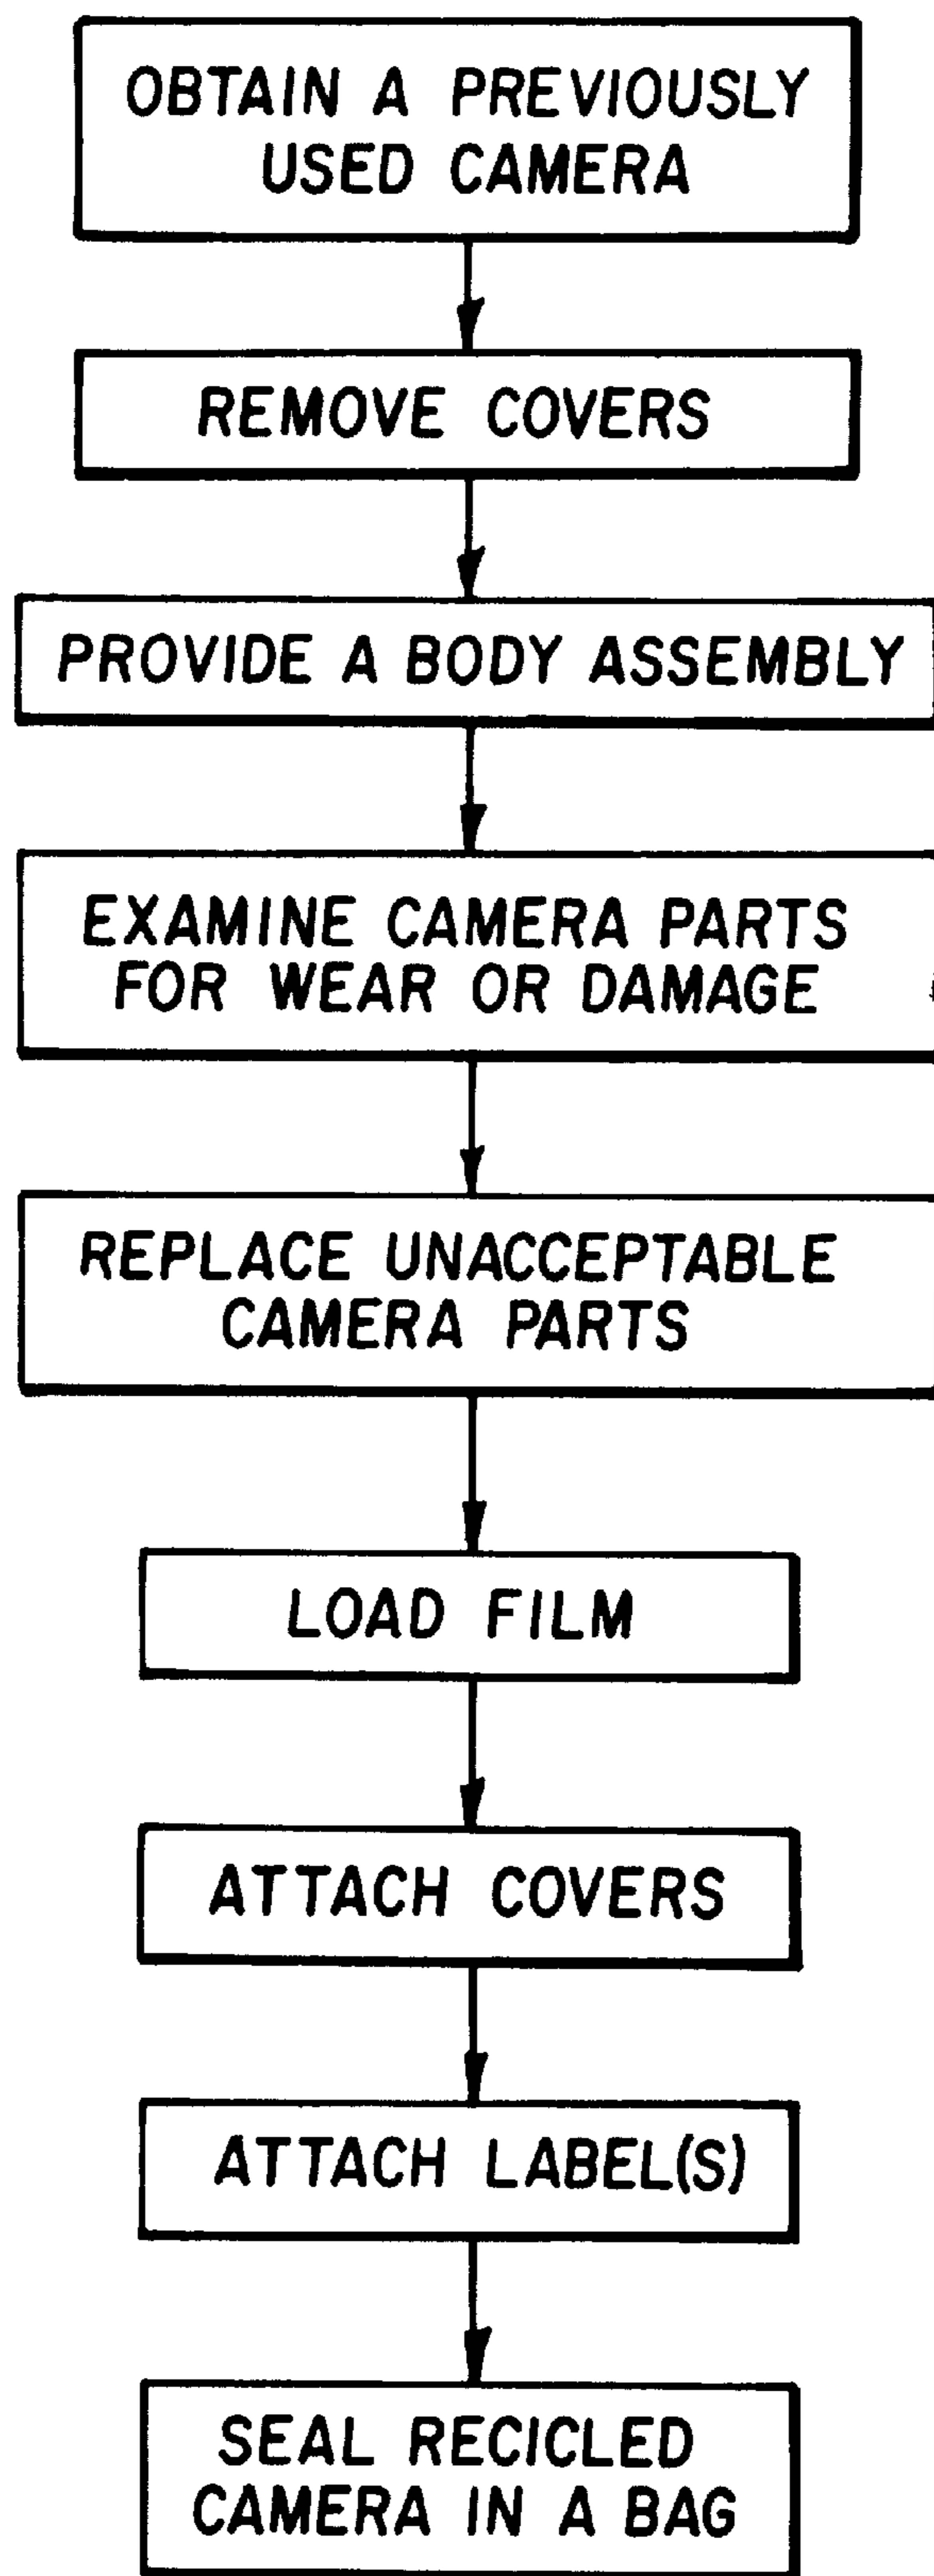 OBTAIN A PREVIOUSLY
USED CAMERA
REMOVE COVERS
PROVIDE A BODY ASSEMBLY
EXAMINE CAMERA PARTS
FOR WEAR OR DAMAGE
REPLACE UNACCEPTABLE
CAMERA PARTS
LOAD FILM
ATTACH COVERS
ATTACH LABEL(S)
SEAL RECICLED
CAMERA IN A BAG